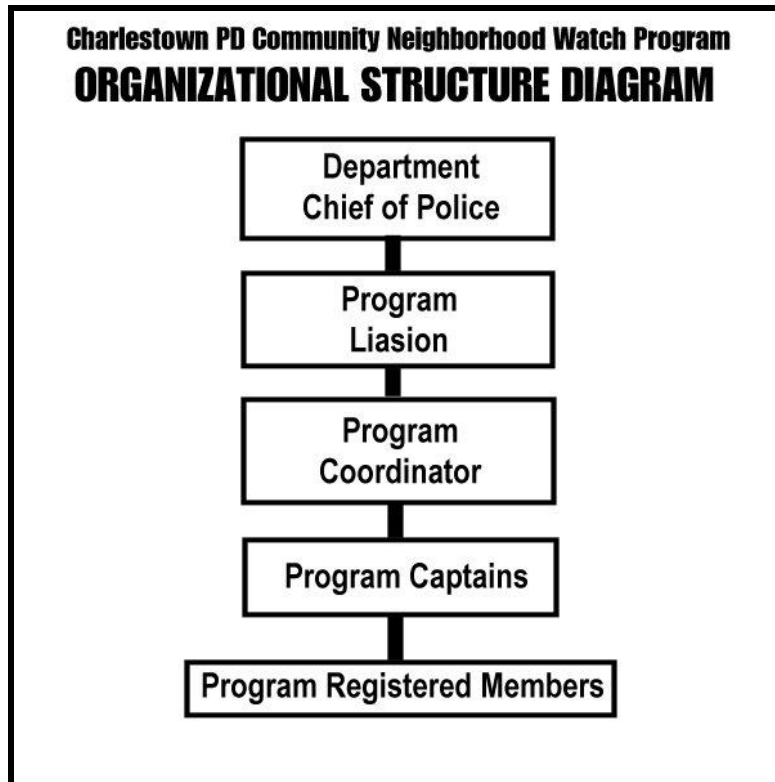 Charlestown PD Community Neighborhood Watch Program
ORGANIZATIONAL STRUCTURE DIAGRAM
Department
Chief of Police
Program
Liasion
Program
Coordinator
Program Captains
Program Registered Members